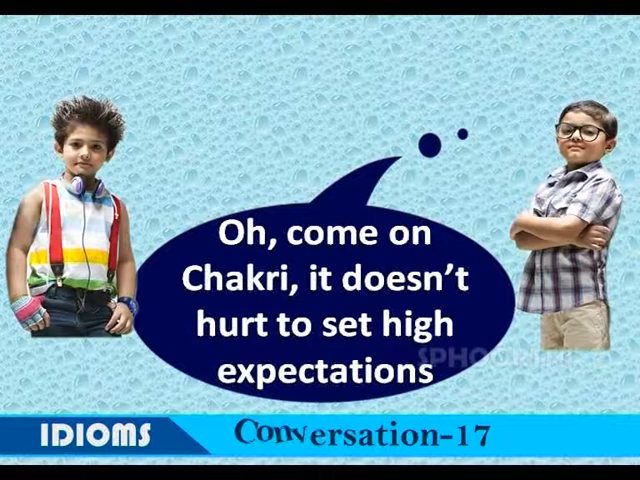 Oh, come on
Chakri, it doesn't
hurt to set high
expectations
IDIOMS
Conversation-17